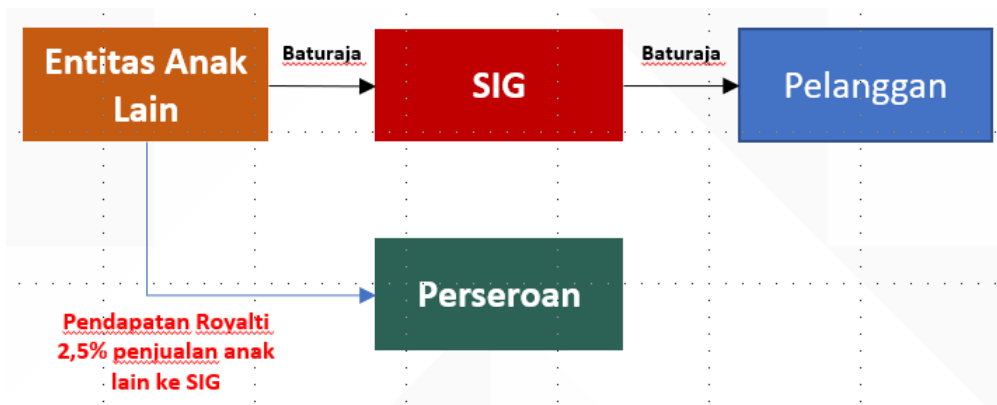 Entitas Anak
Lain
Baturaja
SIG
Baturaja
Pelanggan
Perseroan
Pendapatan Royalti
2,5% penjualan anak
lain ke SIG